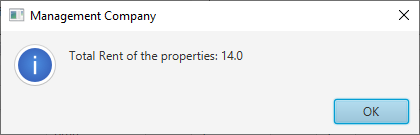 Management Company
Total Rent of the properties: 14.0
OK